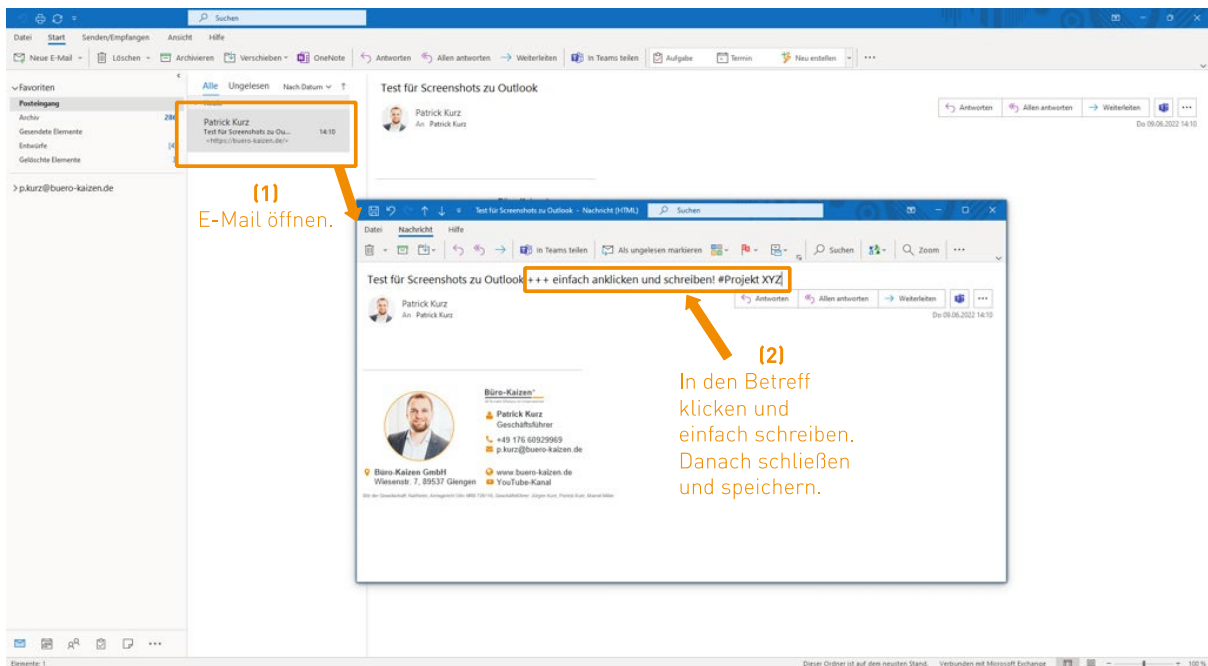 Suchen
Datei Start Senden/Empfangen Ansicht Hilfe
Neue E-Mail Löschen Archivieren Verschieben OneNote Antworten Allen antworten Weiterleiten in Teams teilen Aufgabe Termin Neu erstellen
Favoriten
Posteingang
Archiv
Gesendete Elemente
Entwürfe
Gelöschte Elemente
p.kurz@buero-kaizen.de
Alle Ungelesen Nach Datum
Patrick Kurz
Test für Screenshots zu Ou... 14:10
<https://buero-kaizen.de/>
(1)
E-Mail öffnen.
Test für Screenshots zu Outlook
Patrick Kurz
An Patrick Kurz
Antworten Allen antworten Weiterleiten
Do 09.06.2022 14:10
Test für Screenshots zu Outlook - Nachricht (HTML) Suchen
Datei Nachricht Hilfe
in Teams teilen Als ungelesen markieren Suchen Zoom
Test für Screenshots zu Outlook +++ einfach anklicken und schreiben! #Projekt XYZ
Patrick Kurz
An Patrick Kurz
Antworten Allen antworten Weiterleiten
Do 09.06.2022 14:10
Büro-Kaizen
Patrick Kurz
Geschäftsführer
+49 176 60929969
p.kurz@buero-kaizen.de
Büro-Kaizen GmbH www.buero-kaizen.de
Wiesenstr. 7, 89537 Giengen YouTube-Kanal
(2)
In den Betreff
klicken und
einfach schreiben.
Danach schließen
und speichern.
Elemente: 1 Dieser Ordner ist auf dem neusten Stand. Verbunden mit Microsoft Exchange 100 %